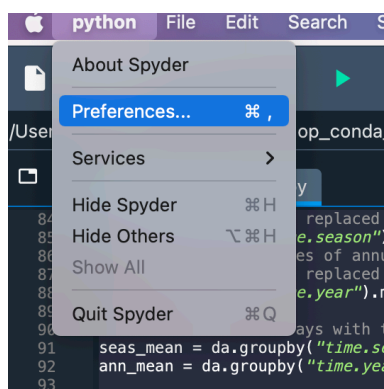 python File Edit Search
About Spyder
Preferences... ⌘ ,
/User op_conda
Services
y
Hide Spyder ⌘H
84 replaced
85 e.season")
Hide Others ⌥⌘H
86 es of annu
87 replaced
Show All
88 e.year").m
89
Quit Spyder ⌘Q
90 ays with t
91 seas_mean = da.groupby("time.se
92 ann_mean = da.groupby("time.yea
93